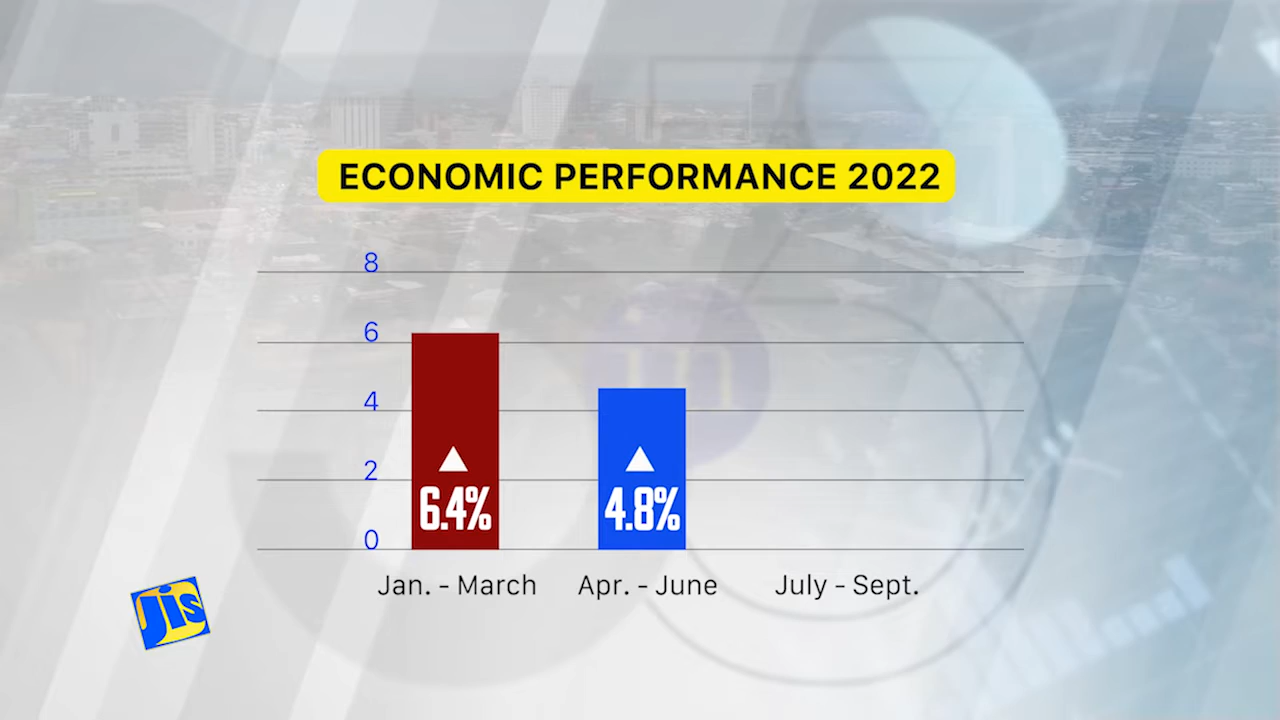 ECONOMIC PERFORMANCE 2022
8
6
4
2
0
6.4%
4.8%
Jan. - March
Apr. - June
July - Sept.
jis
in